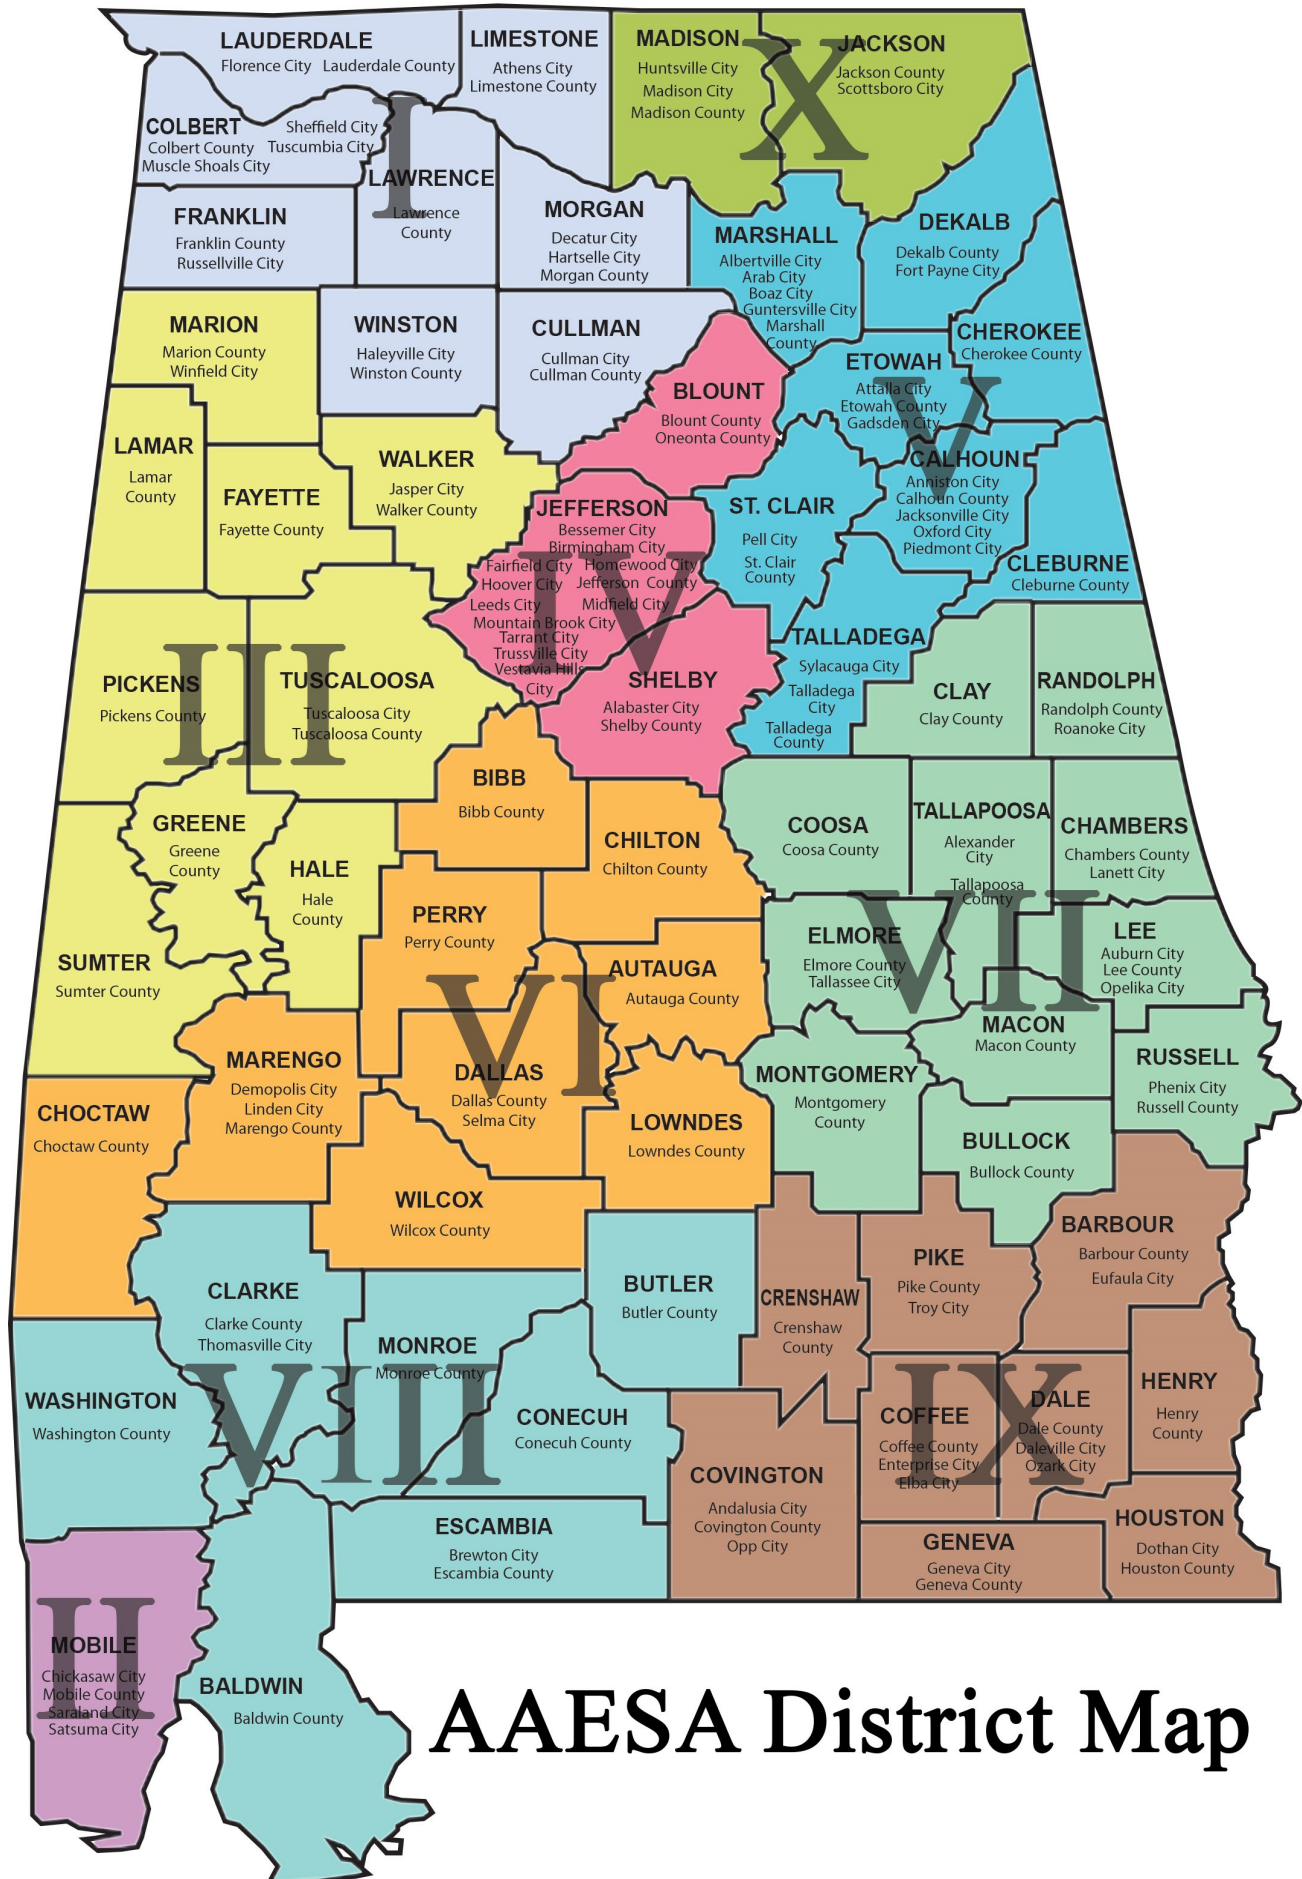 LAUDERDALE
Florence City Lauderdale County
LIMESTONE
Athens City
Limestone County
MADISON
Huntsville City
Madison City
Madison County
JACKSON
Jackson County
Scottsboro City
X
COLBERT
Colbert County
Muscle Shoals City
Sheffield City
Tuscumbia City
I
LAWRENCE
Lawrence
County
FRANKLIN
Franklin County
Russellville City
MORGAN
Decatur City
Hartselle City
Morgan County
MARSHALL
Albertville City
Arab City
Boaz City
Guntersville City
Marshall
County
DEKALB
Dekalb County
Fort Payne City
CHEROKEE
Cherokee County
MARION
Marion County
Winfield City
WINSTON
Haleyville City
Winston County
CULLMAN
Cullman City
Cullman County
BLOUNT
Blount County
Oneonta County
ETOWAH
Attalla City
Etowah County
Gadsden City
V
LAMAR
Lamar
County
FAYETTE
Fayette County
WALKER
Jasper City
Walker County
JEFFERSON
Bessemer City
Birmingham City
Fairfield City Homewood City
Hoover City Jefferson County
Leeds City Midfield City
Mountain Brook City
Tarrant City
Trussville City
Vestavia Hills
City
IV
ST. CLAIR
Pell City
St. Clair
County
CALHOUN
Anniston City
Calhoun County
Jacksonville City
Oxford City
Piedmont City
CLEBURNE
Cleburne County
PICKENS
Pickens County
III
TUSCALOOSA
Tuscaloosa City
Tuscaloosa County
SHELBY
Alabaster City
Shelby County
TALLADEGA
Sylacauga City
Talladega
City
Talladega
County
CLAY
Clay County
RANDOLPH
Randolph County
Roanoke City
GREENE
Greene
County
HALE
Hale
County
BIBB
Bibb County
CHILTON
Chilton County
COOSA
Coosa County
TALLAPOOSA
Alexander
City
Tallapoosa
County
CHAMBERS
Chambers County
Lanett City
SUMTER
Sumter County
PERRY
Perry County
VI
AUTAUGA
Autauga County
ELMORE
Elmore County
Tallassee City
VII
LEE
Auburn City
Lee County
Opelika City
MARENGO
Demopolis City
Linden City
Marengo County
DALLAS
Dallas County
Selma City
LOWNDES
Lowndes County
MONTGOMERY
Montgomery
County
MACON
Macon County
RUSSELL
Phenix City
Russell County
CHOCTAW
Choctaw County
WILCOX
Wilcox County
BULLOCK
Bullock County
CLARKE
Clarke County
Thomasville City
MONROE
Monroe County
BUTLER
Butler County
CRENSHAW
Crenshaw
County
PIKE
Pike County
Troy City
BARBOUR
Barbour County
Eufaula City
WASHINGTON
Washington County
VIII
CONECUH
Conecuh County
COVINGTON
Andalusia City
Covington County
Opp City
COFFEE
Coffee County
Enterprise City
Elba City
IX
DALE
Dale County
Daleville City
Ozark City
HENRY
Henry
County
ESCAMBIA
Brewton City
Escambia County
GENEVA
Geneva City
Geneva County
HOUSTON
Dothan City
Houston County
II
MOBILE
Chickasaw City
Mobile County
Saraland City
Satsuma City
BALDWIN
Baldwin County
AAESA District Map